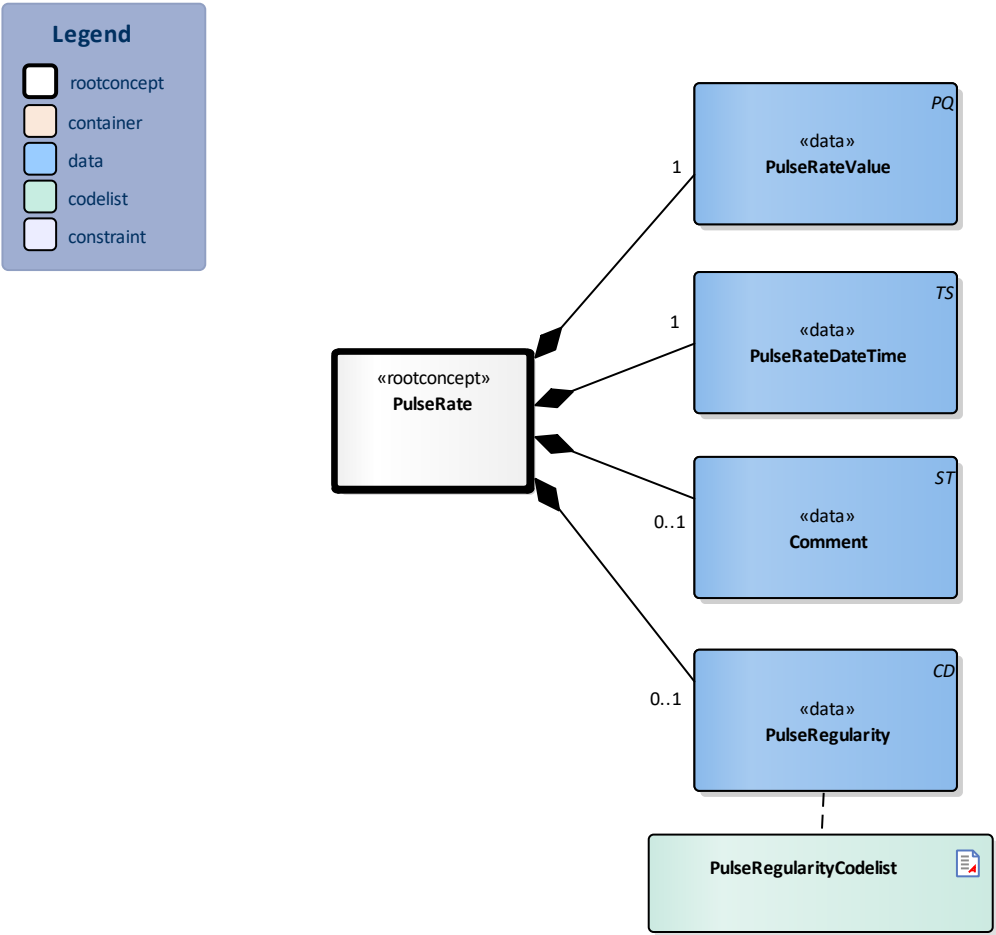 Legend
rootconcept
container
data
codelist
constraint
PQ
«data»
PulseRateValue
1
TS
«data»
PulseRateDateTime
1
«rootconcept»
PulseRate
ST
«data»
Comment
0..1
CD
«data»
PulseRegularity
0..1
PulseRegularityCodelist